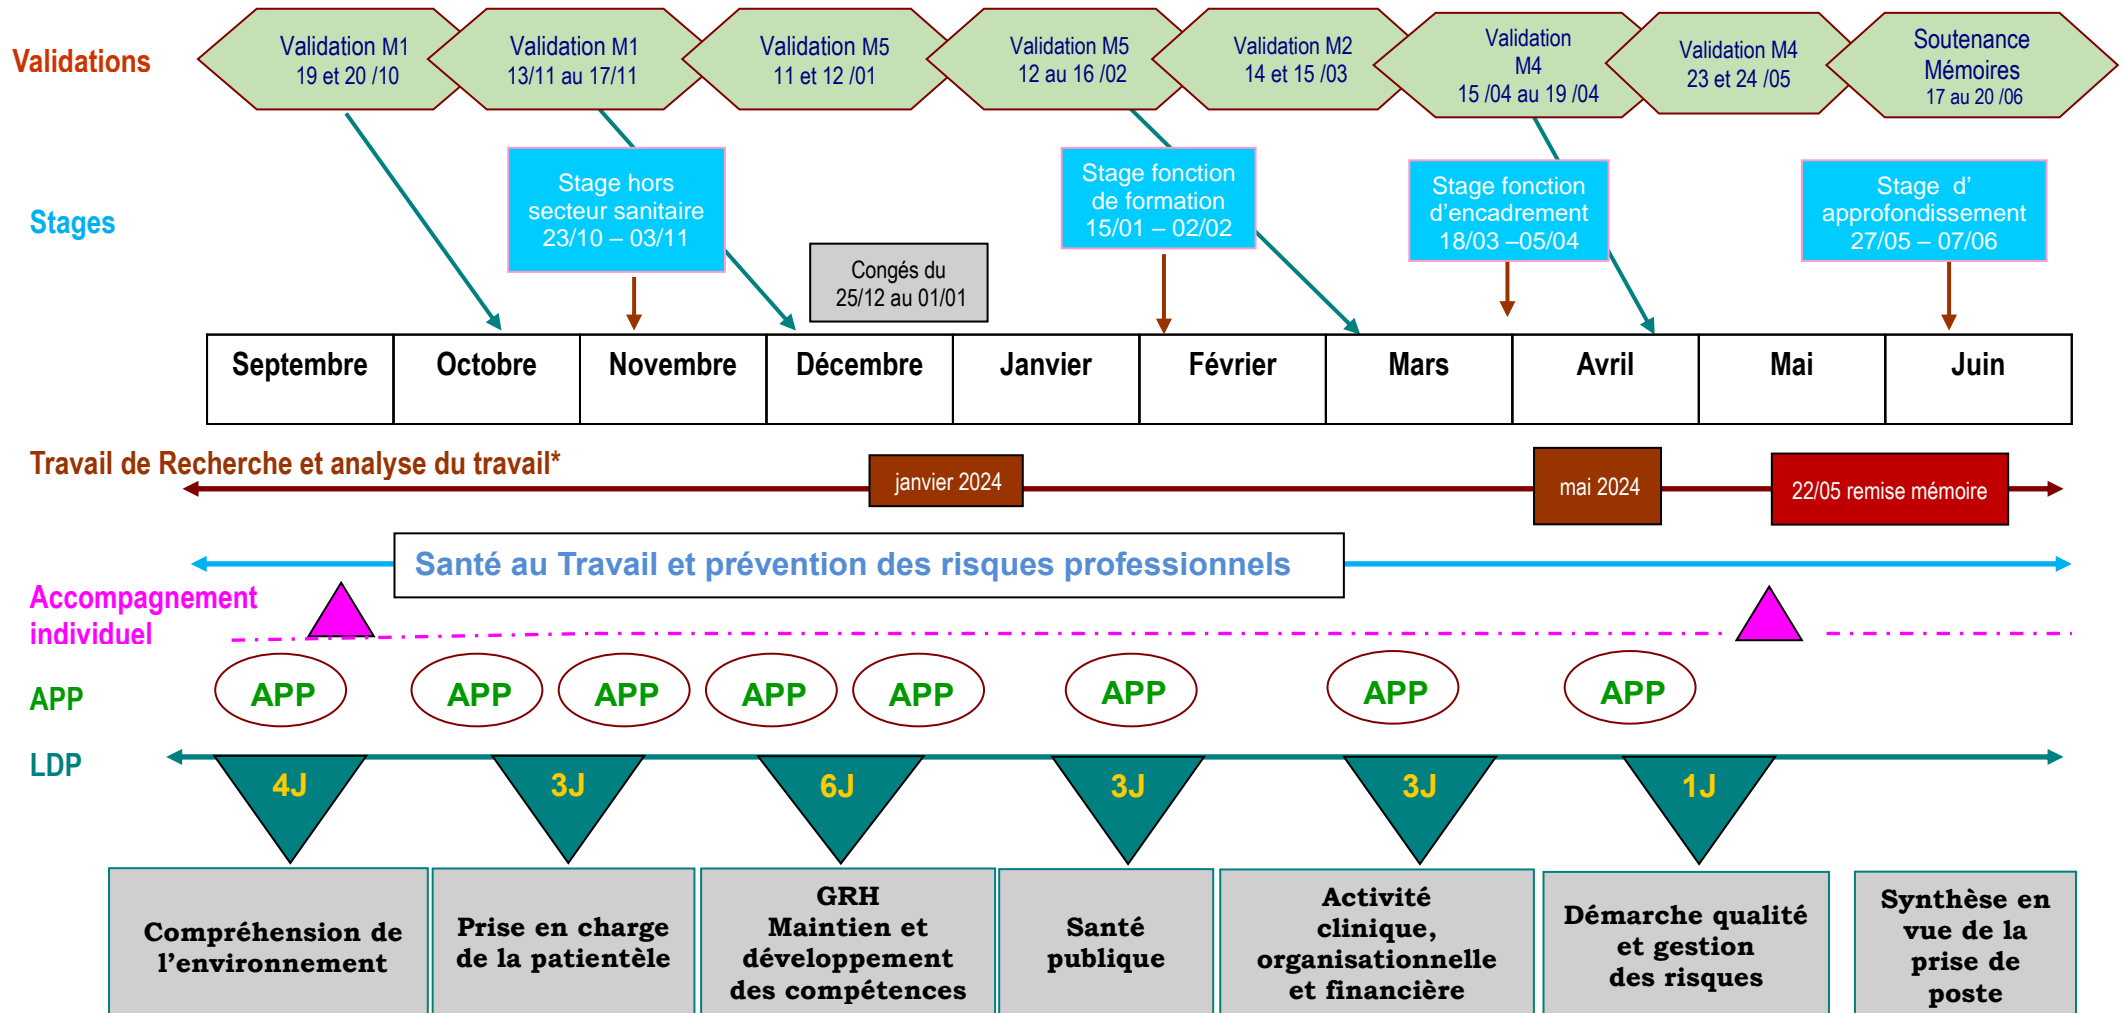 Validations
Validation M1
19 et 20 /10
Validation M1
13/11 au 17/11
Validation M5
11 et 12 /01
Validation M5
12 au 16 /02
Validation M2
14 et 15 /03
Validation
M4
15 /04 au 19 /04
Validation M4
23 et 24 /05
Soutenance
Mémoires
17 au 20 /06
Stages
Stage hors
secteur sanitaire
23/10 – 03/11
Stage fonction
de formation
15/01 – 02/02
Stage fonction
d’encadrement
18/03 –05/04
Stage d’
approfondissement
27/05 – 07/06
Congés du
25/12 au 01/01
Septembre
Octobre
Novembre
Décembre
Janvier
Février
Mars
Avril
Mai
Juin
Travail de Recherche et analyse du travail*
janvier 2024
mai 2024
22/05 remise mémoire
Santé au Travail et prévention des risques professionnels
Accompagnement
individuel
APP
APP
APP
APP
APP
APP
APP
APP
APP
LDP
4J
3J
6J
3J
3J
1J
Compréhension de
l’environnement
Prise en charge
de la patientèle
GRH
Maintien et
développement
des compétences
Santé
publique
Activité
clinique,
organisationnelle
et financière
Démarche qualité
et gestion
des risques
Synthèse en
vue de la
prise de
poste